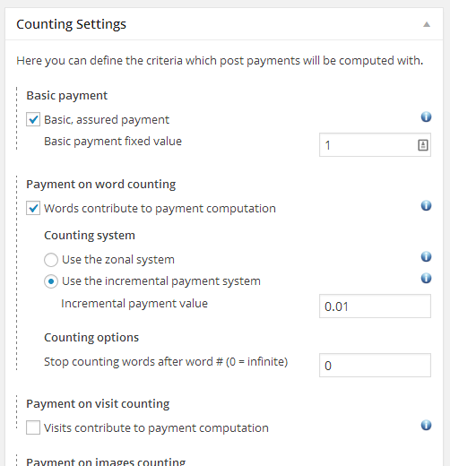 Counting Settings
Here you can define the criteria which post payments will be computed with.
Basic payment
Basic, assured payment
Basic payment fixed value
1
Payment on word counting
Words contribute to payment computation
Counting system
Use the zonal system
Use the incremental payment system
Incremental payment value
0.01
Counting options
Stop counting words after word # (0 = infinite)
0
Payment on visit counting
Visits contribute to payment computation
Payment on images counting